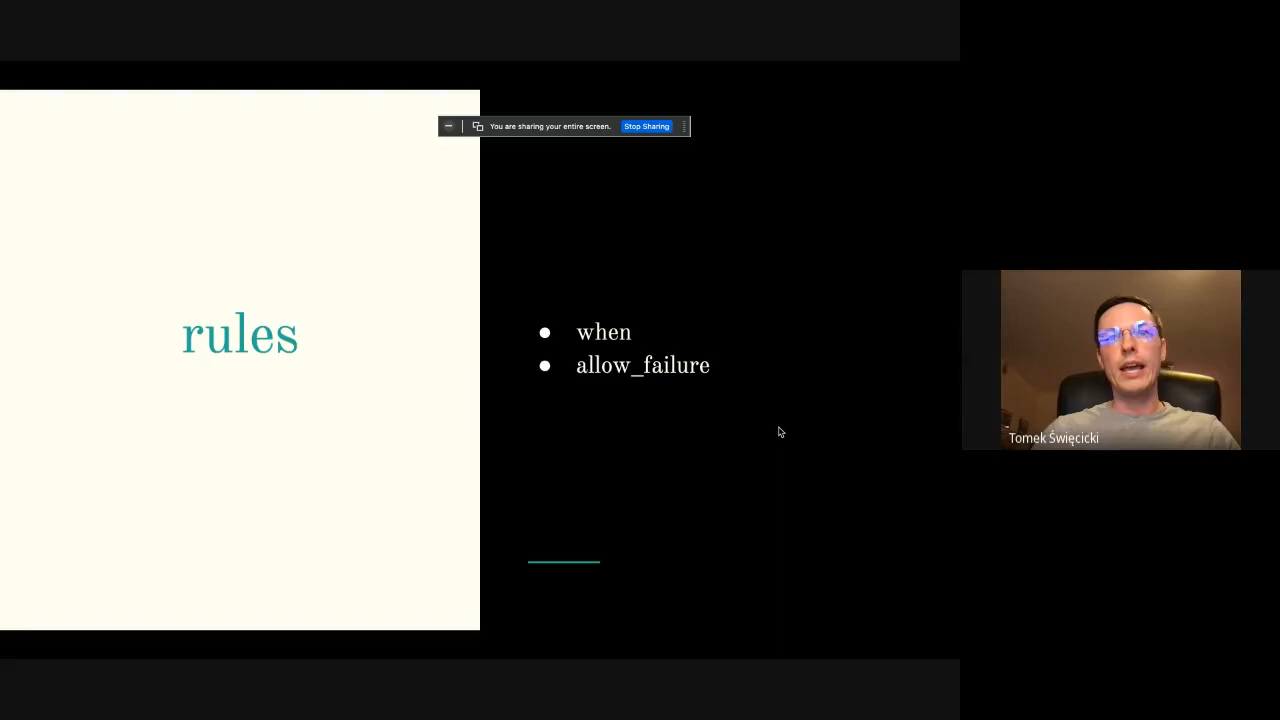 You are sharing your entire screen.
Stop Sharing
rules
● when
● allow_failure
Tomek Święcicki